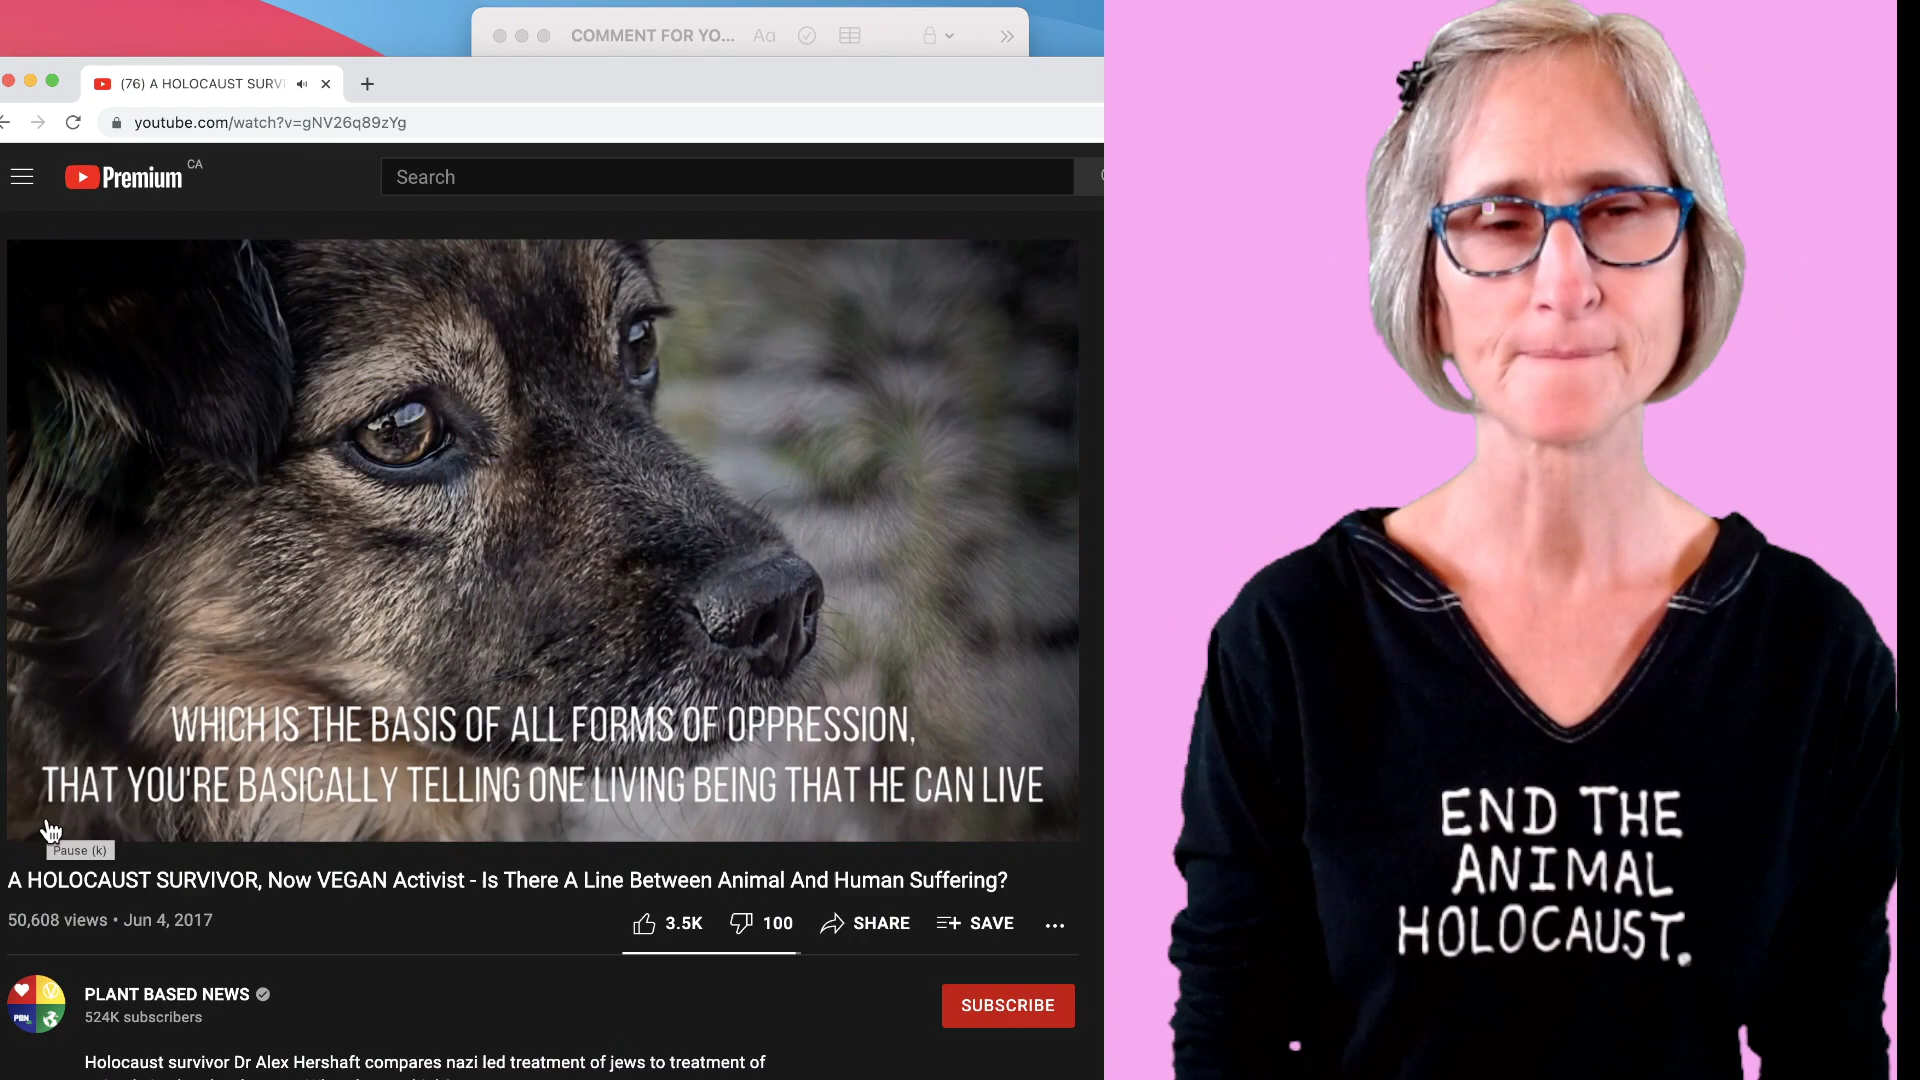 COMMENT FOR YO...
Aa
(76) A HOLOCAUST SURVI
youtube.com/watch?v=gNV26q89zYg
Premium
CA
Search
WHICH IS THE BASIS OF ALL FORMS OF OPPRESSION,
THAT YOU'RE BASICALLY TELLING ONE LIVING BEING THAT HE CAN LIVE
Pause (k)
A HOLOCAUST SURVIVOR, Now VEGAN Activist - Is There A Line Between Animal And Human Suffering?
50,608 views • Jun 4, 2017
3.5K
100
SHARE
SAVE
PBN
PLANT BASED NEWS
524K subscribers
SUBSCRIBE
Holocaust survivor Dr Alex Hershaft compares nazi led treatment of jews to treatment of
END THE
ANIMAL
HOLOCAUST.